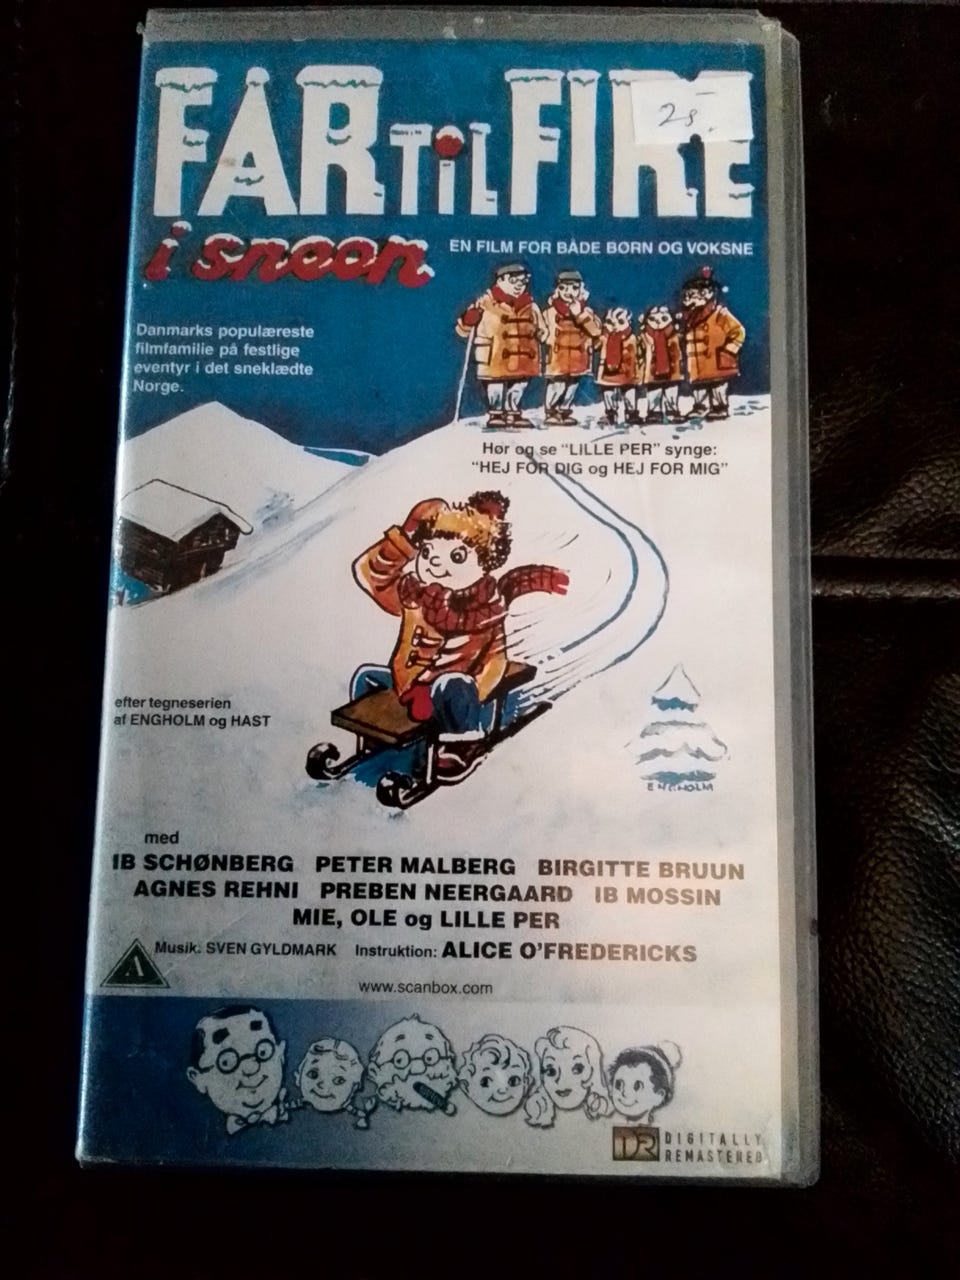 FAR TiL FIRE
25,-
i sneen
EN FILM FOR BÅDE BØRN OG VOKSNE
Danmarks populæreste
filmfamilie på festlige
eventyr i det sneklædte
Norge.
Hør og se "LILLE PER" synge:
"HEJ FOR DIG og HEJ FOR MIG"
efter tegneserien
af ENGHOLM og HAST
ENGHOLM
med
IB SCHØNBERG PETER MALBERG BIRGITTE BRUUN
AGNES REHNI PREBEN NEERGAARD IB MOSSIN
MIE, OLE og LILLE PER
A
Musik: SVEN GYLDMARK Instruktion: ALICE O'FREDERICKS
www.scanbox.com
DR DIGITALLY
REMASTERED